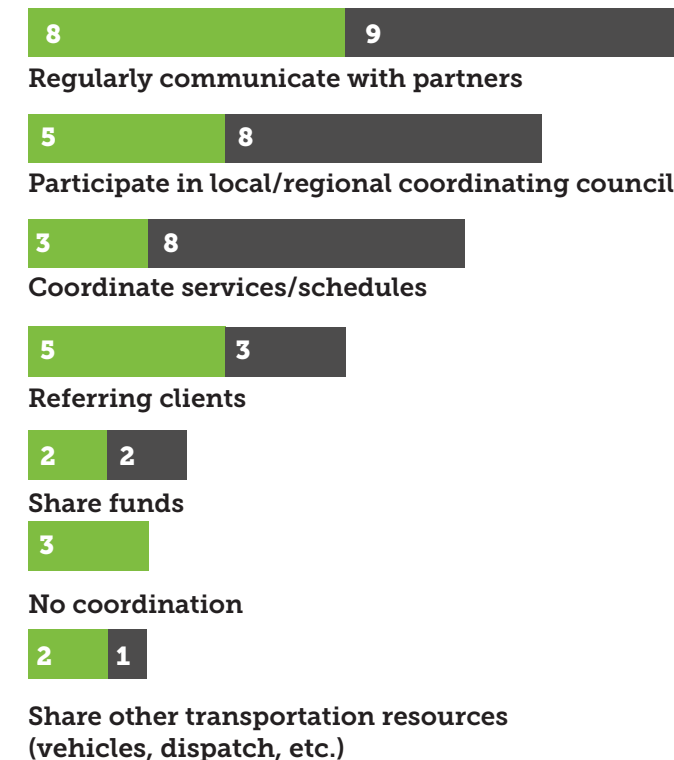 8 9
Regularly communicate with partners
5 8
Participate in local/regional coordinating council
3 8
Coordinate services/schedules
5 3
Referring clients
2 2
Share funds
3
No coordination
2 1
Share other transportation resources
(vehicles, dispatch, etc.)